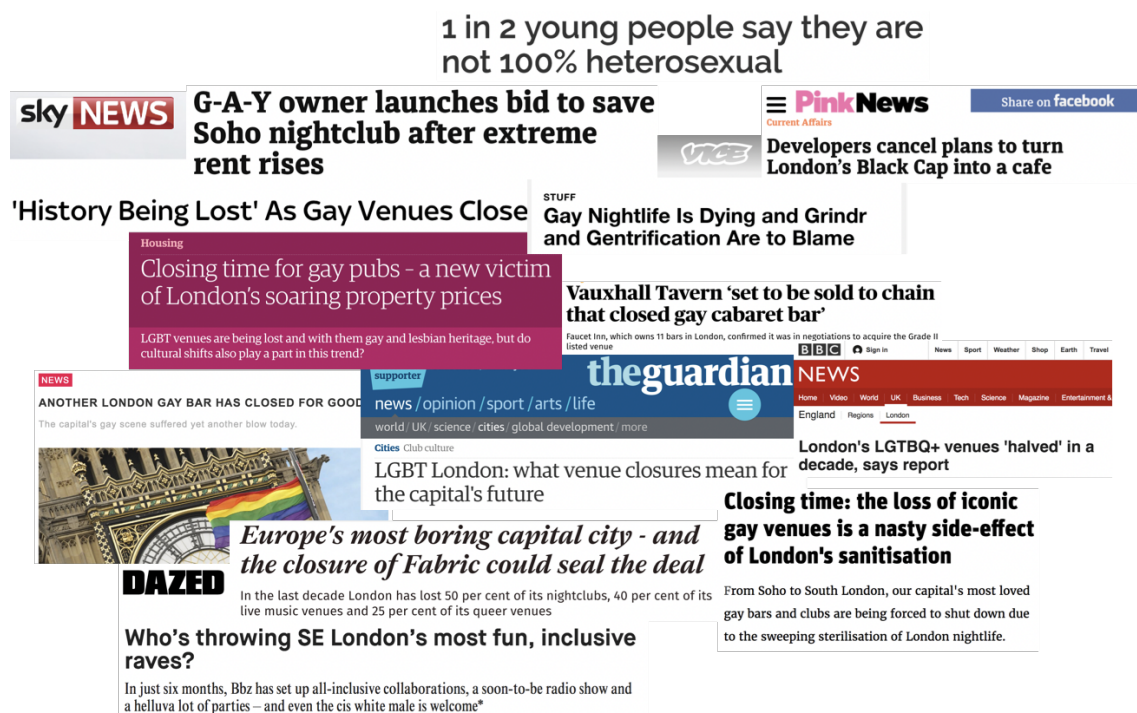 1 in 2 young people say they are
not 100% heterosexual
sky NEWS
G-A-Y owner launches bid to save
Soho nightclub after extreme
rent rises
VICE
PinkNews
Share on facebook
Current Affairs
Developers cancel plans to turn
London's Black Cap into a cafe
'History Being Lost' As Gay Venues Close
STUFF
Gay Nightlife Is Dying and Grindr
and Gentrification Are to Blame
Housing
Closing time for gay pubs – a new victim
of London's soaring property prices
LGBT venues are being lost and with them gay and lesbian heritage, but do
cultural shifts also play a part in this trend?
Vauxhall Tavern 'set to be sold to chain
that closed gay cabaret bar'
Faucet Inn, which owns 11 bars in London, confirmed it was in negotiations to acquire the Grade II
listed venue
BBC Sign in News Sport Weather Shop Earth Travel
NEWS
Home Video World UK Business Tech Science Magazine Entertainment &
England Regions London
London's LGTBQ+ venues 'halved' in a
decade, says report
supporter
theguardian
news / opinion / sport / arts / life
world / UK / science / cities / global development / more
Cities Club culture
LGBT London: what venue closures mean for
the capital's future
NEWS
ANOTHER LONDON GAY BAR HAS CLOSED FOR GOOD
The capital's gay scene suffered yet another blow today.
Europe's most boring capital city - and
the closure of Fabric could seal the deal
In the last decade London has lost 50 per cent of its nightclubs, 40 per cent of its
live music venues and 25 per cent of its queer venues
Closing time: the loss of iconic
gay venues is a nasty side-effect
of London's sanitisation
From Soho to South London, our capital's most loved
gay bars and clubs are being forced to shut down due
to the sweeping sterilisation of London nightlife.
DAZED
Who's throwing SE London's most fun, inclusive
raves?
In just six months, Bbz has set up all-inclusive collaborations, a soon-to-be radio show and
a helluva lot of parties – and even the cis white male is welcome*